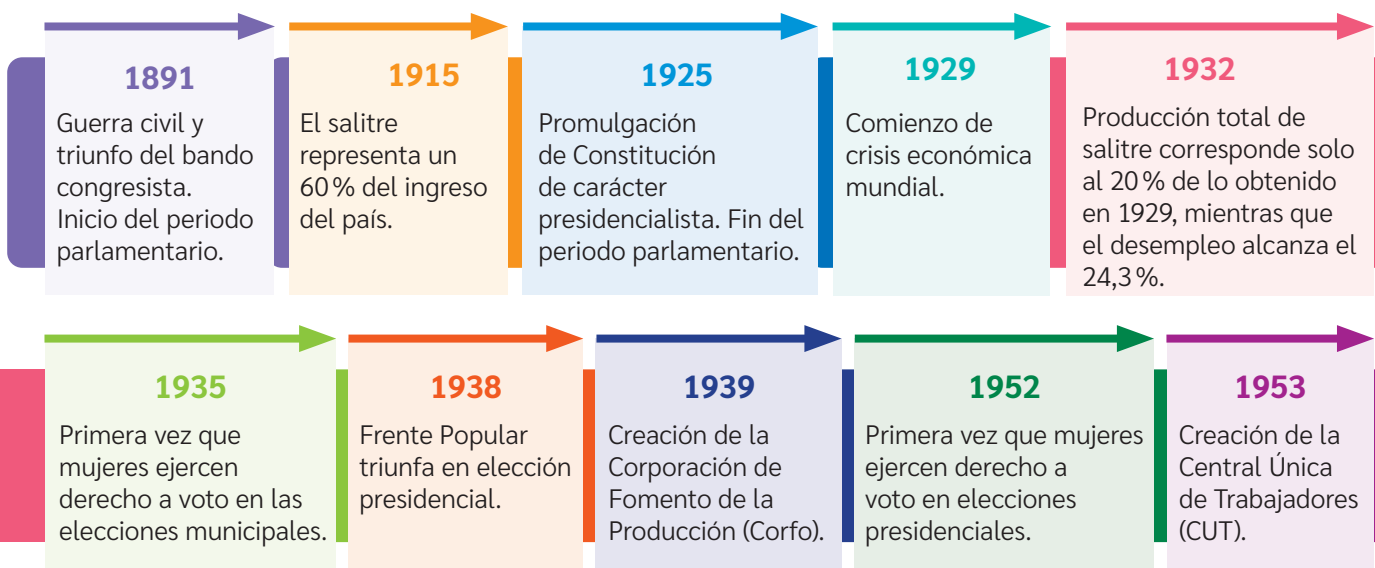 1891
Guerra civil y
triunfo del bando
congresista.
Inicio del periodo
parlamentario.
1915
El salitre
representa un
60 % del ingreso
del país.
1925
Promulgación
de Constitución
de carácter
presidencialista. Fin del
periodo parlamentario.
1929
Comienzo de
crisis económica
mundial.
1932
Producción total de
salitre corresponde solo
al 20 % de lo obtenido
en 1929, mientras que
el desempleo alcanza el
24,3 %.
1935
Primera vez que
mujeres ejercen
derecho a voto en las
elecciones municipales.
1938
Frente Popular
triunfa en elección
presidencial.
1939
Creación de la
Corporación de
Fomento de la
Producción (Corfo).
1952
Primera vez que mujeres
ejercen derecho a
voto en elecciones
presidenciales.
1953
Creación de la
Central Única
de Trabajadores
(CUT).